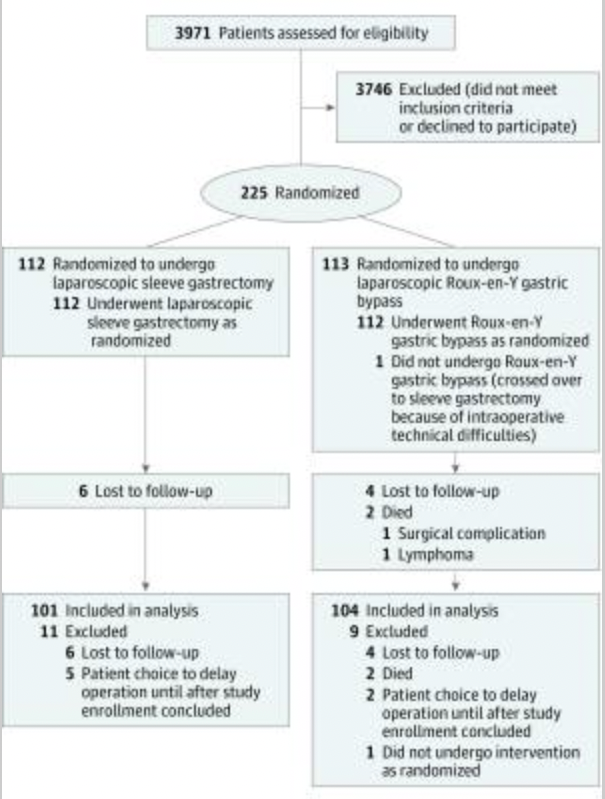 3971 Patients assessed for eligibility
3746 Excluded (did not meet
inclusion criteria
or declined to participate)
225 Randomized
112 Randomized to undergo
laparoscopic sleeve gastrectomy
112 Underwent laparoscopic
sleeve gastrectomy as
randomized
113 Randomized to undergo
laparoscopic Roux-en-Y gastric
bypass
112 Underwent Roux-en-Y
gastric bypass as randomized
1 Did not undergo Roux-en-Y
gastric bypass (crossed over
to sleeve gastrectomy
because of intraoperative
technical difficulties)
6 Lost to follow-up
4 Lost to follow-up
2 Died
1 Surgical complication
1 Lymphoma
101 Included in analysis
11 Excluded
6 Lost to follow-up
5 Patient choice to delay
operation until after study
enrollment concluded
104 Included in analysis
9 Excluded
4 Lost to follow-up
2 Died
2 Patient choice to delay
operation until after study
enrollment concluded
1 Did not undergo intervention
as randomized